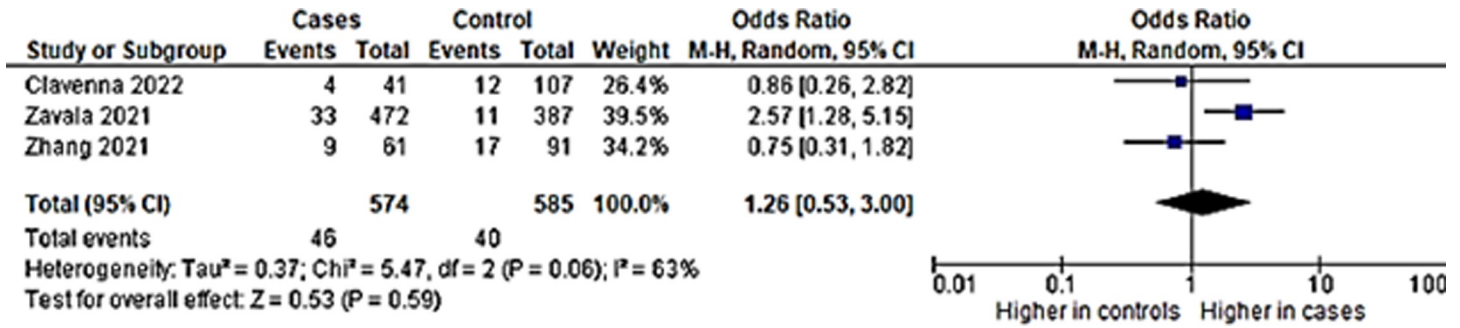 Cases Control Odds Ratio Odds Ratio
Study or Subgroup Events Total Events Total Weight M-H, Random, 95% CI M-H, Random, 95% CI
Clavenna 2022 4 41 12 107 26.4% 0.86 [0.26, 2.82]
Zavala 2021 33 472 11 387 39.5% 2.57 [1.28, 5.15]
Zhang 2021 9 61 17 91 34.2% 0.75 [0.31, 1.82]
Total (95% CI) 574 585 100.0% 1.26 [0.53, 3.00]
Total events 46 40
Heterogeneity: Tau² = 0.37; Chi² = 5.47, df = 2 (P = 0.06); I² = 63%
Test for overall effect: Z = 0.53 (P = 0.59)
0.01 0.1 1 10 100
Higher in controls Higher in cases